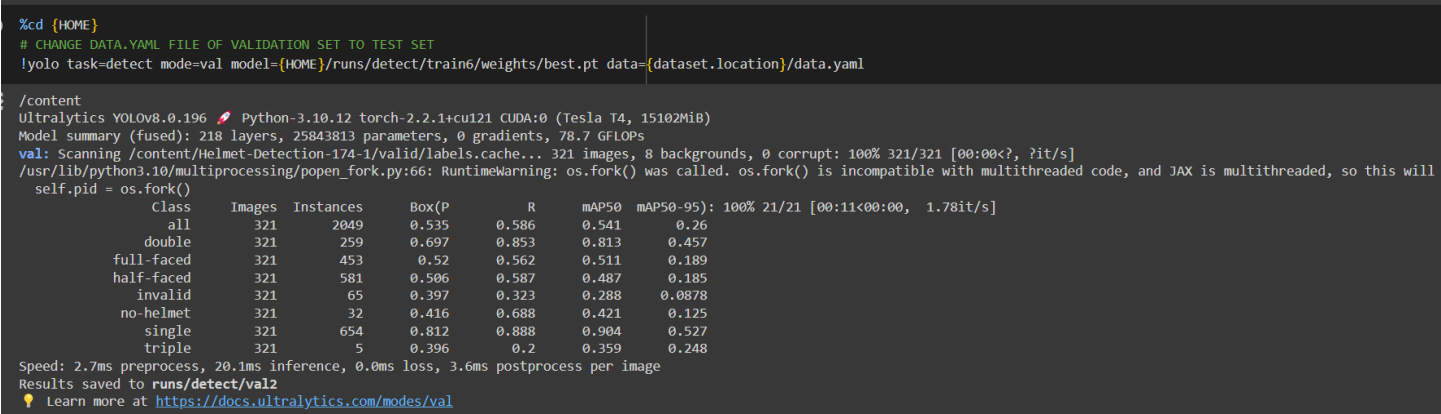 %cd {HOME}
# CHANGE DATA.YAML FILE OF VALIDATION SET TO TEST SET
!yolo task=detect mode=val model={HOME}/runs/detect/train6/weights/best.pt data={dataset.location}/data.yaml
/content
Ultralytics YOLOv8.0.196 🚀 Python-3.10.12 torch-2.2.1+cu121 CUDA:0 (Tesla T4, 15102MiB)
Model summary (fused): 218 layers, 25843813 parameters, 0 gradients, 78.7 GFLOPs
val: Scanning /content/Helmet-Detection-174-1/valid/labels.cache... 321 images, 8 backgrounds, 0 corrupt: 100% 321/321 [00:00<?, ?it/s]
/usr/lib/python3.10/multiprocessing/popen_fork.py:66: RuntimeWarning: os.fork() was called. os.fork() is incompatible with multithreaded code, and JAX is multithreaded, so this will
self.pid = os.fork()
Class Images Instances Box(P R mAP50 mAP50-95): 100% 21/21 [00:11<00:00, 1.78it/s]
all 321 2049 0.535 0.586 0.541 0.26
double 321 259 0.697 0.853 0.813 0.457
full-faced 321 453 0.52 0.562 0.511 0.189
half-faced 321 581 0.506 0.587 0.487 0.185
invalid 321 65 0.397 0.323 0.288 0.0878
no-helmet 321 32 0.416 0.688 0.421 0.125
single 321 654 0.812 0.888 0.904 0.527
triple 321 5 0.396 0.2 0.359 0.248
Speed: 2.7ms preprocess, 20.1ms inference, 0.0ms loss, 3.6ms postprocess per image
Results saved to runs/detect/val2
💡 Learn more at https://docs.ultralytics.com/modes/val